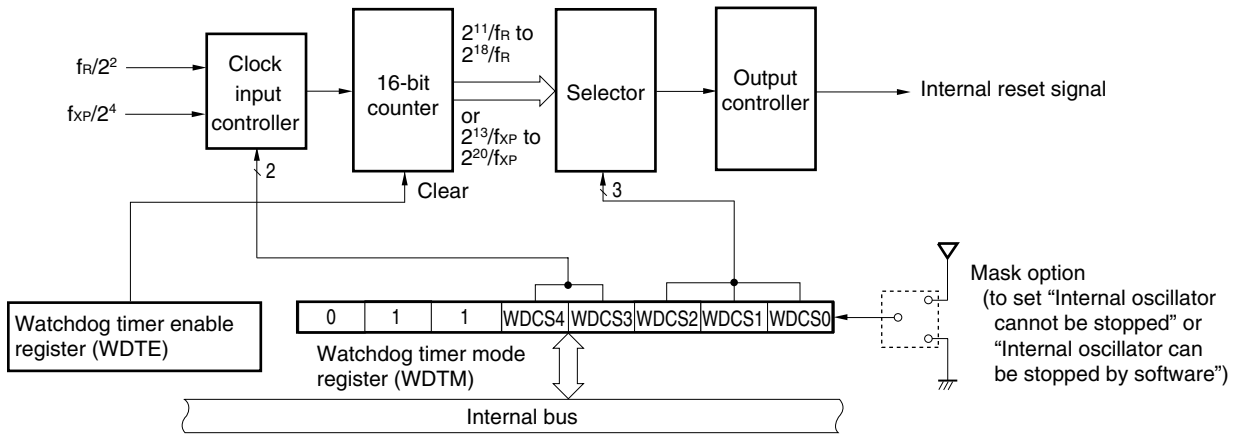 fR/2²
fXP/2⁴
Clock
input
controller
2
16-bit
counter
Clear
2¹¹/fR to
2¹⁸/fR
or
2¹³/fXP to
2²⁰/fXP
Selector
3
Output
controller
Internal reset signal
Watchdog timer enable
register (WDTE)
0 1 1 WDCS4 WDCS3 WDCS2 WDCS1 WDCS0
Watchdog timer mode
register (WDTM)
Mask option
(to set “Internal oscillator
cannot be stopped” or
“Internal oscillator can
be stopped by software”)
Internal bus